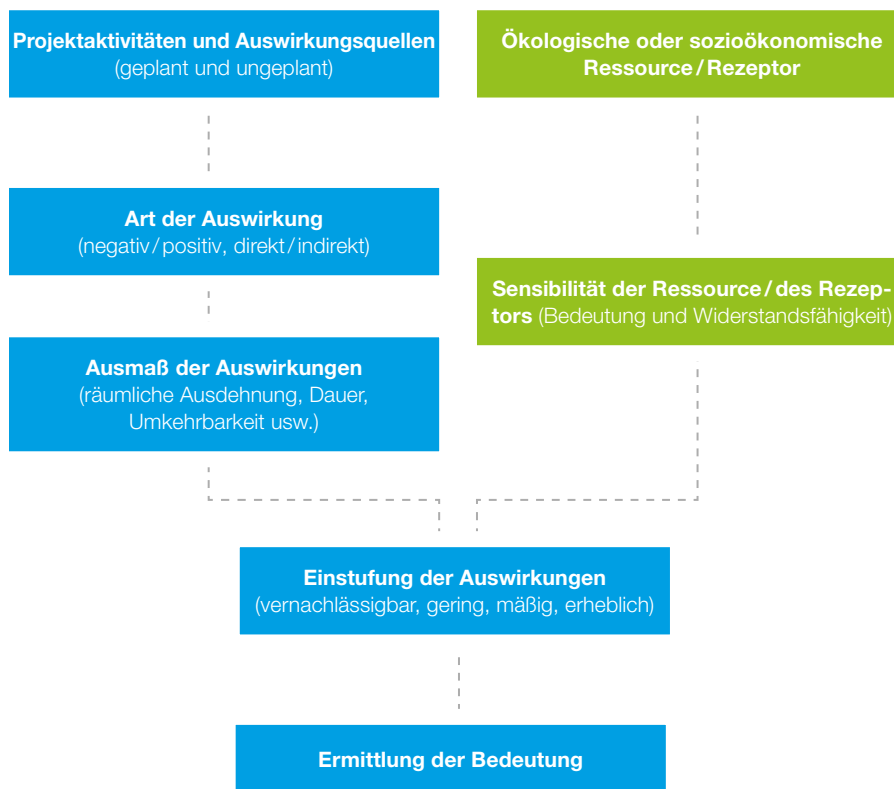 Projektaktivitäten und Auswirkungsquellen
(geplant und ungeplant)
Ökologische oder sozioökonomische
Ressource/Rezeptor
Art der Auswirkung
(negativ/positiv, direkt/indirekt)
Sensibilität der Ressource/des Rezep-
tors (Bedeutung und Widerstandsfähigkeit)
Ausmaß der Auswirkungen
(räumliche Ausdehnung, Dauer,
Umkehrbarkeit usw.)
Einstufung der Auswirkungen
(vernachlässigbar, gering, mäßig, erheblich)
Ermittlung der Bedeutung